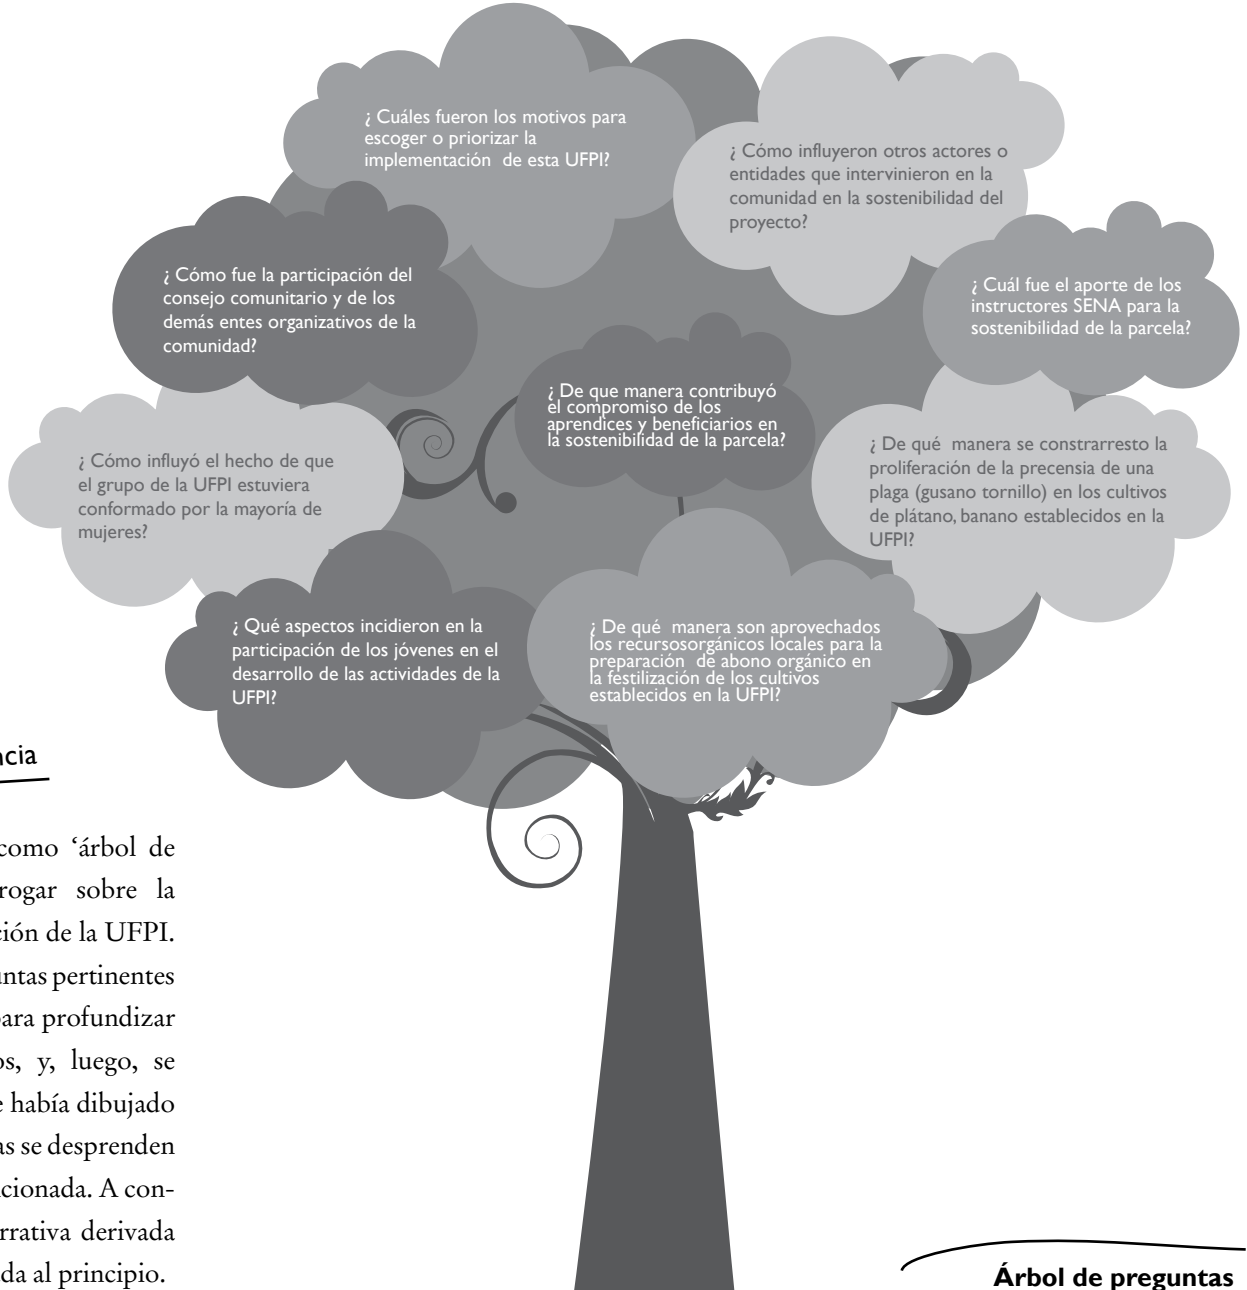 ¿ Cuáles fueron los motivos para
escoger o priorizar la
implementación  de esta UFPI?
¿ Cómo influyeron otros actores o
entidades que intervinieron en la
comunidad en la sostenibilidad del
proyecto?
¿ Cómo fue la participación del
consejo comunitario y de los
demás entes organizativos de la
comunidad?
¿ Cuál fue el aporte de los
instructores SENA para la
sostenibilidad de la parcela?
¿ De que manera contribuyó
el compromiso de los
aprendices y beneficiarios en
la sostenibilidad de la parcela?
¿ Cómo influyó el hecho de que
el grupo de la UFPI estuviera
conformado por la mayoría de
mujeres?
¿ De qué  manera se constrarresto la
proliferación de la precensia de una
plaga (gusano tornillo) en los cultivos
de plátano, banano establecidos en la
UFPI?
¿ Qué aspectos incidieron en la
participación de los jóvenes en el
desarrollo de las actividades de la
UFPI?
¿ De qué  manera son aprovechados
los recursosorgánicos locales para la
preparación  de abono orgánico en
la festilización de los cultivos
establecidos en la UFPI?
ncia
como ‘árbol de
rogar sobre la
ción de la UFPI.
untas pertinentes
para profundizar
os, y, luego, se
e había dibujado
as se desprenden
cionada. A con-
rrativa derivada
da al principio.
Árbol de preguntas